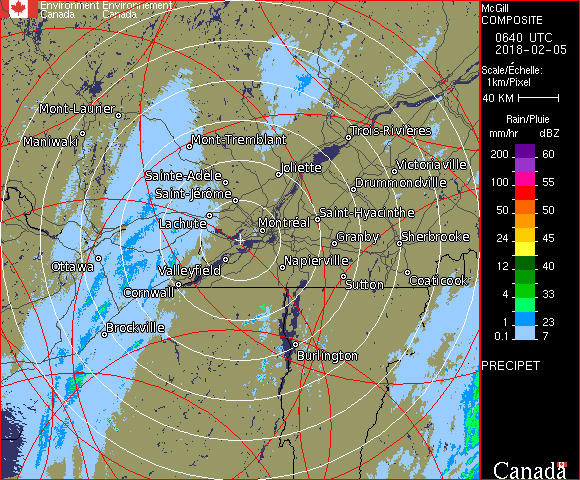 Environment Environnement
Canada Canada
McGill
COMPOSITE
0640 UTC
2018-02-05
Scale/Échelle:
1km/Pixel
40 KM
Rain/Pluie
mm/hr dBZ
200 60
55
100 55
50 50
24 45
12 40
4 33
1 23
0.1 7
PRECIPET
Canada
Mont-Laurier
Maniwaki
Mont-Tremblant
Trois-Rivières
Sainte-Adèle
Joliette
Victoriaville
Saint-Jérôme
Drummondville
Lachute
Montréal
Saint-Hyacinthe
Granby
Sherbrooke
Ottawa
Valleyfield
Napierville
Cornwall
Sutton
Coaticook
Brockville
Burlington